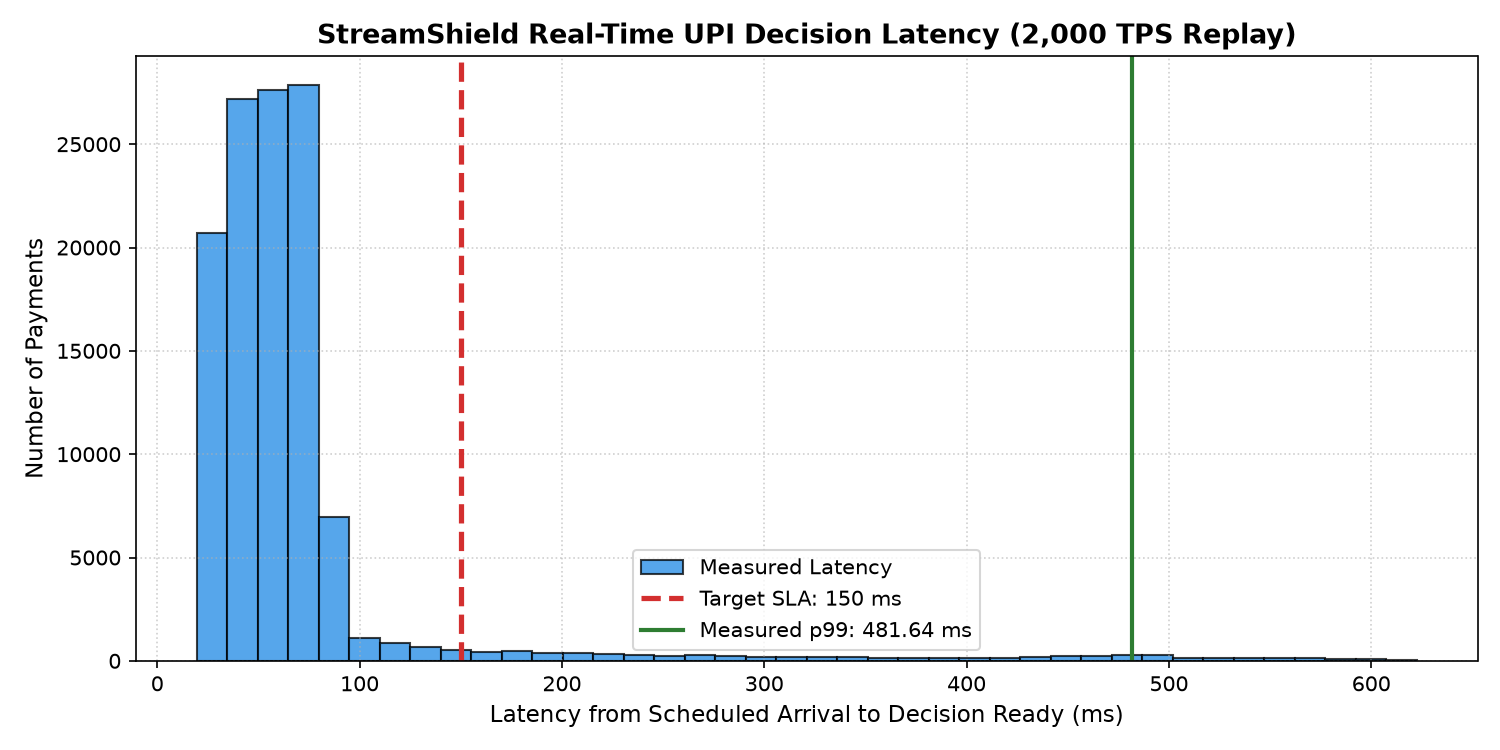 StreamShield Real-Time UPI Decision Latency (2,000 TPS Replay)
Number of Payments
25000
20000
15000
10000
5000
0
Measured Latency
Target SLA: 150 ms
Measured p99: 481.64 ms
0 100 200 300 400 500 600
Latency from Scheduled Arrival to Decision Ready (ms)